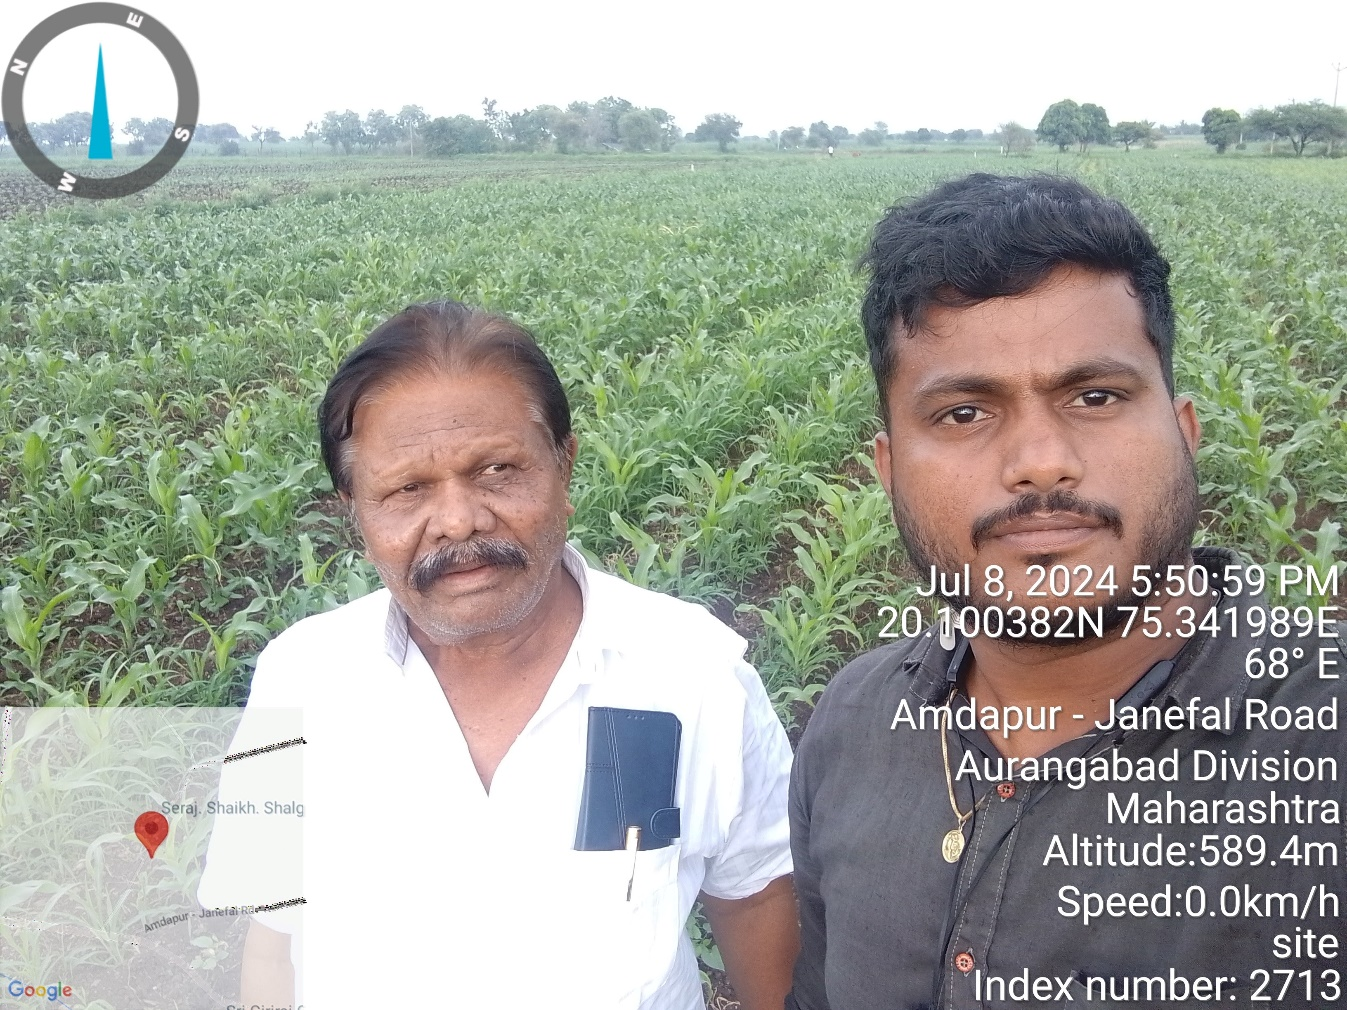 N
E
S
W
Jul 8, 2024 5:50:59 PM
20.100382N 75.341989E
68° E
Amdapur - Janefal Road
Aurangabad Division
Maharashtra
Altitude:589.4m
Speed:0.0km/h
site
Index number: 2713
Seraj. Shaikh. Shalg
Amdapur - Janefal
Google